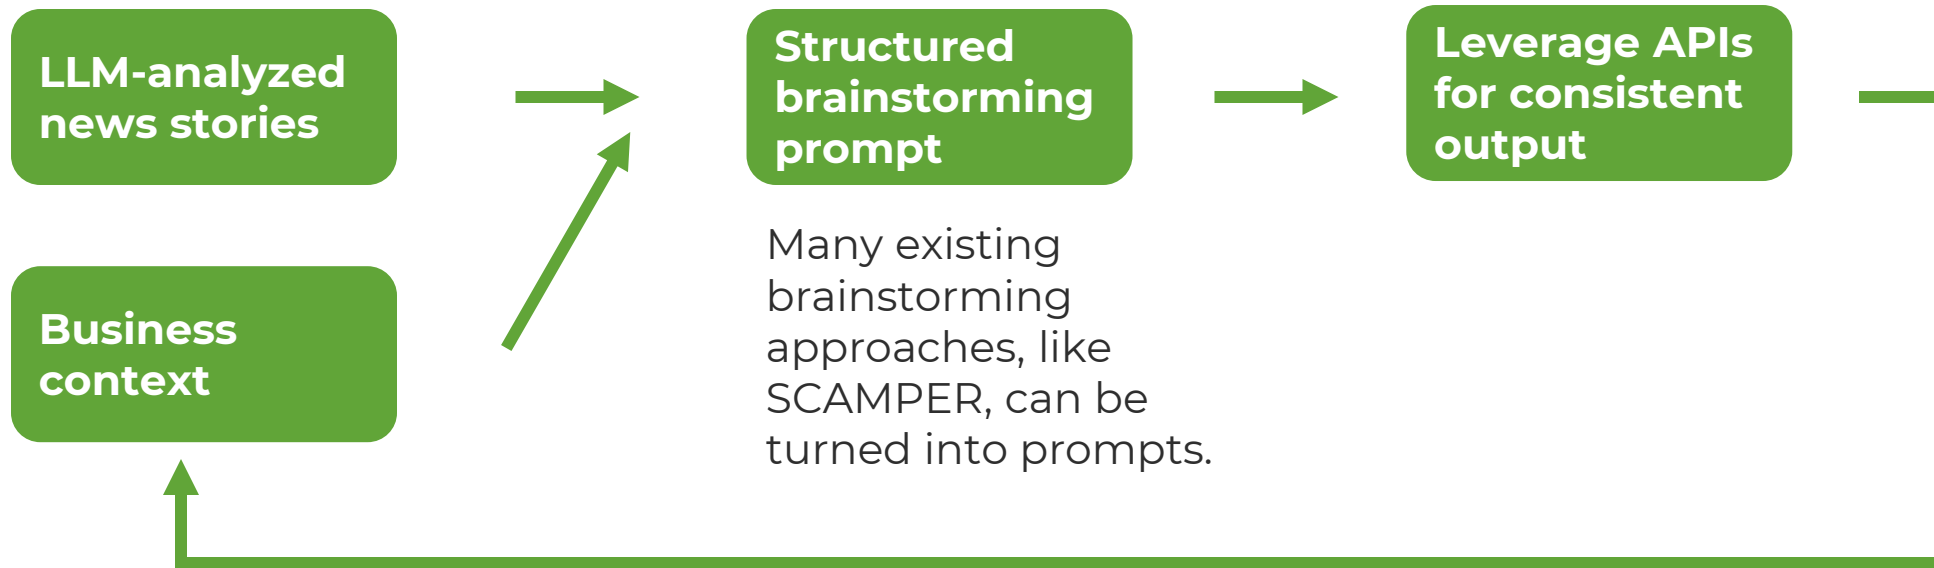 LLM-analyzed
news stories
Business
context
Structured
brainstorming
prompt
Many existing
brainstorming
approaches, like
SCAMPER, can be
turned into prompts.
Leverage APIs
for consistent
output